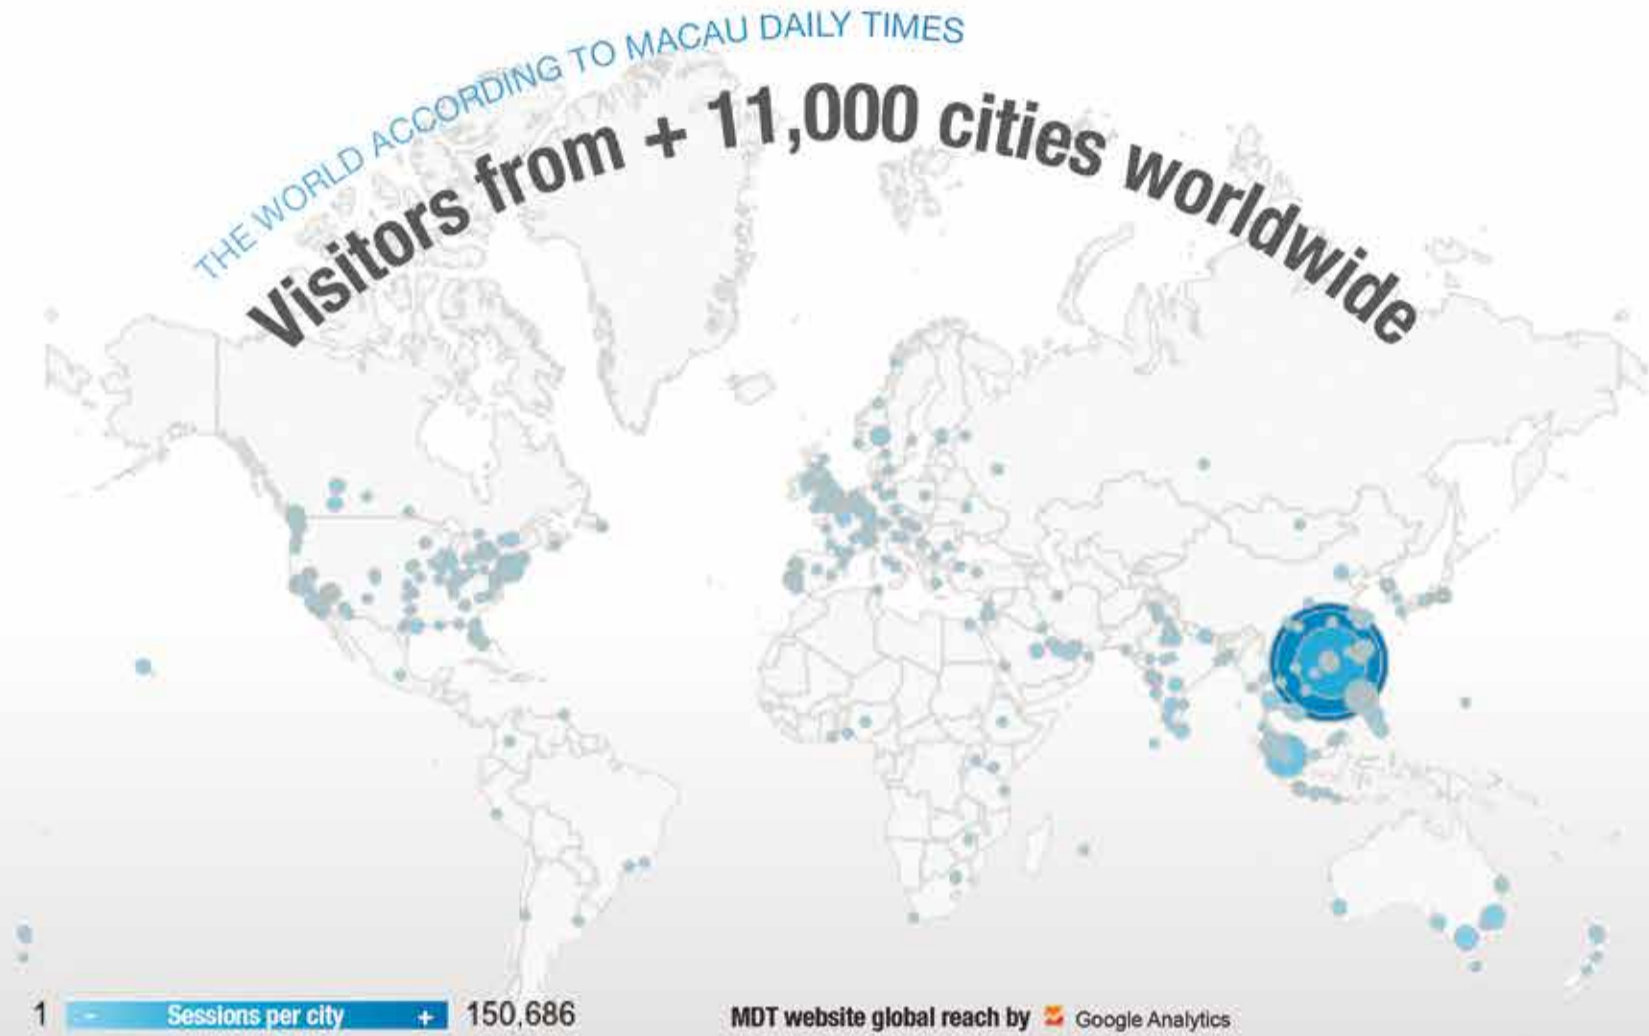 THE WORLD ACCORDING TO MACAU DAILY TIMES
Visitors from + 11,000 cities worldwide
1 - Sessions per city + 150,686
MDT website global reach by Google Analytics